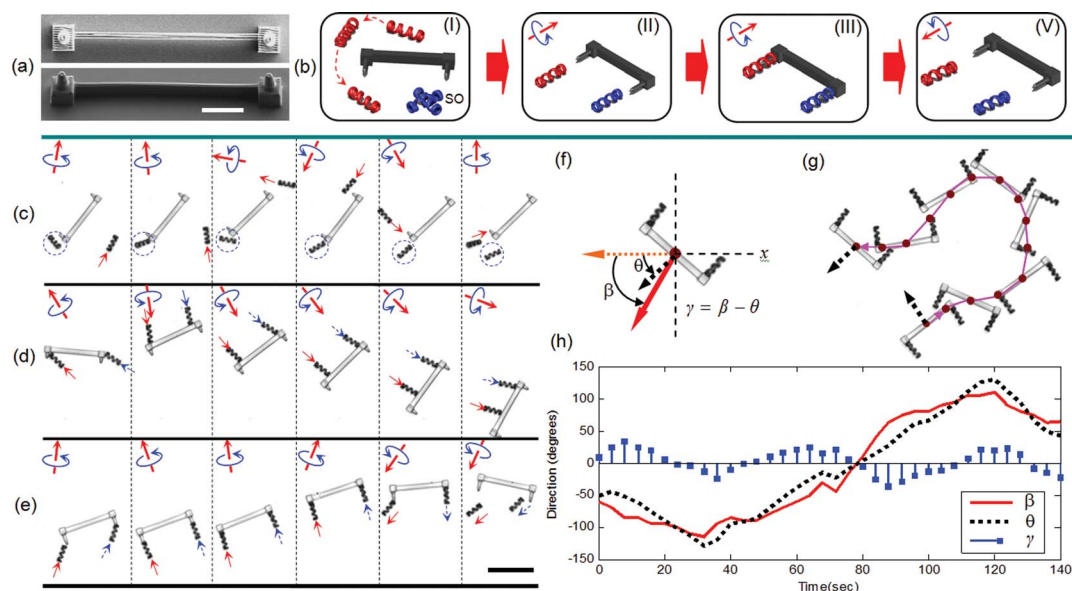 (a)
(b)
(I)
SO
(II)
(III)
(V)
(c)
(d)
(e)
(f)
θ
β
x
γ = β − θ
(g)
(h)
Direction (degrees)
150
100
50
0
-50
-100
-150
0 20 40 60 80 100 120 140
Time(sec)
β
θ
γ